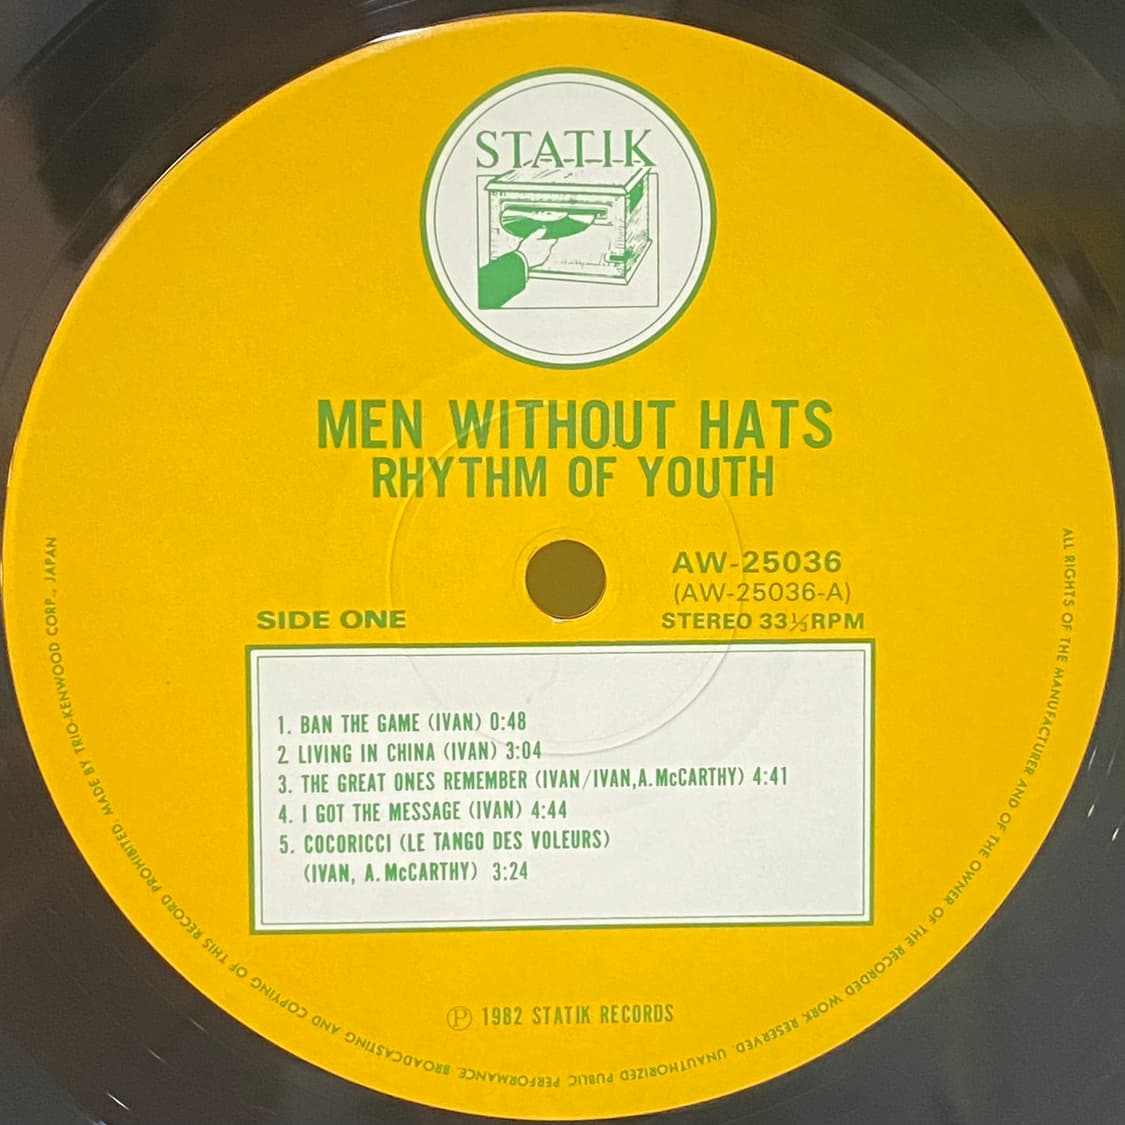 STATIK
MEN WITHOUT HATS
RHYTHM OF YOUTH
AW-25036
(AW-25036-A)
SIDE ONE
STEREO 33⅓RPM
1. BAN THE GAME (IVAN) 0:48
2 LIVING IN CHINA (IVAN) 3:04
3. THE GREAT ONES REMEMBER (IVAN/IVAN,A.McCARTHY) 4:41
4. I GOT THE MESSAGE (IVAN) 4:44
5. COCORICCI (LE TANGO DES VOLEURS)
(IVAN, A.McCARTHY) 3:24
Ⓟ 1982 STATIK RECORDS
ALL RIGHTS OF THE MANUFACTURER AND OF THE OWNER OF THE RECORDED WORK RESERVED. UNAUTHORIZED PUBLIC PERFORMANCE. BROADCASTING AND COPYING OF THIS RECORD PROHIBITED. MADE BY TRIO-KENWOOD CORP., JAPAN